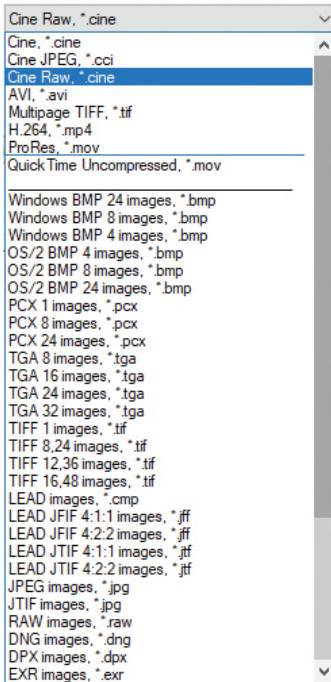 Cine Raw, *.cine
Cine, *.cine
Cine JPEG, *.cci
Cine Raw, *.cine
AVI, *.avi
Multipage TIFF, *.tif
H.264, *.mp4
ProRes, *.mov
QuickTime Uncompressed, *.mov
Windows BMP 24 images, *.bmp
Windows BMP 8 images, *.bmp
Windows BMP 4 images, *.bmp
OS/2 BMP 4 images, *.bmp
OS/2 BMP 8 images, *.bmp
OS/2 BMP 24 images, *.bmp
PCX 1 images, *.pcx
PCX 8 images, *.pcx
PCX 24 images, *.pcx
TGA 8 images, *.tga
TGA 16 images, *.tga
TGA 24 images, *.tga
TGA 32 images, *.tga
TIFF 1 images, *.tif
TIFF 8,24 images, *.tif
TIFF 12,36 images, *.tif
TIFF 16,48 images, *.tif
LEAD images, *.cmp
LEAD JFIF 4:1:1 images, *.jff
LEAD JFIF 4:2:2 images, *.jff
LEAD JTIF 4:1:1 images, *.jtf
LEAD JTIF 4:2:2 images, *.jtf
JPEG images, *.jpg
JTIF images, *.jpg
RAW images, *.raw
DNG images, *.dng
DPX images, *.dpx
EXR images, *.exr